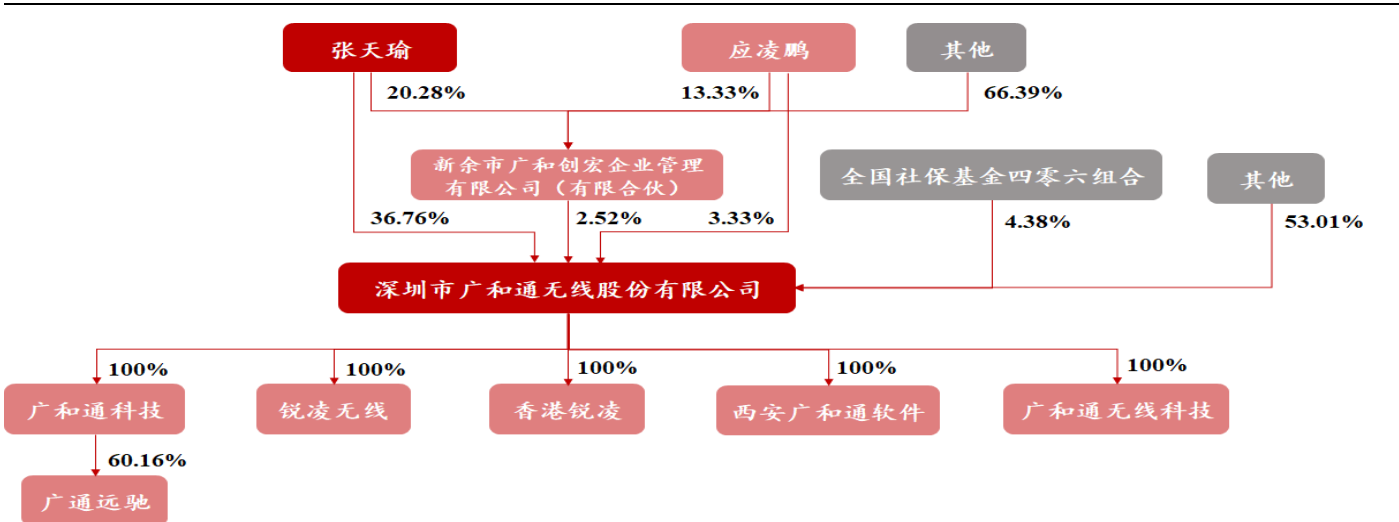 张天瑜
应凌鹏
其他
20.28%
13.33%
66.39%
新余市广和创宏企业管理
有限公司（有限合伙）
全国社保基金四零六组合
其他
36.76%
2.52%
3.33%
4.38%
53.01%
深圳市广和通无线股份有限公司
100%
100%
100%
100%
100%
广和通科技
锐凌无线
香港锐凌
西安广和通软件
广和通无线科技
60.16%
广通远驰